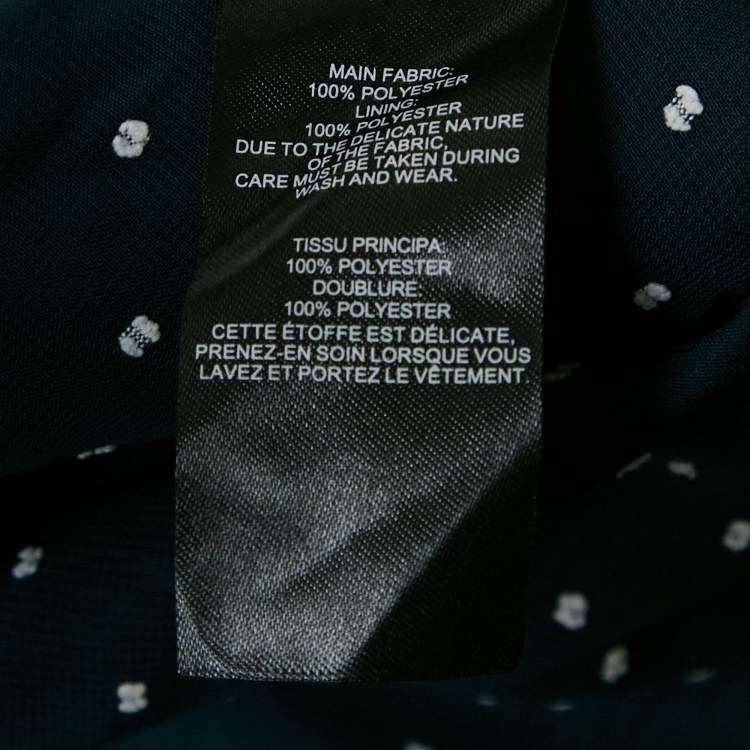 MAIN FABRIC:
100% POLYESTER
LINING:
100% POLYESTER
DUE TO THE DELICATE NATURE
OF THE FABRIC,
CARE MUST BE TAKEN DURING
WASH AND WEAR.
TISSU PRINCIPA:
100% POLYESTER
DOUBLURE:
100% POLYESTER
CETTE ÉTOFFE EST DÉLICATE,
PRENEZ-EN SOIN LORSQUE VOUS
LAVEZ ET PORTEZ LE VÊTEMENT.